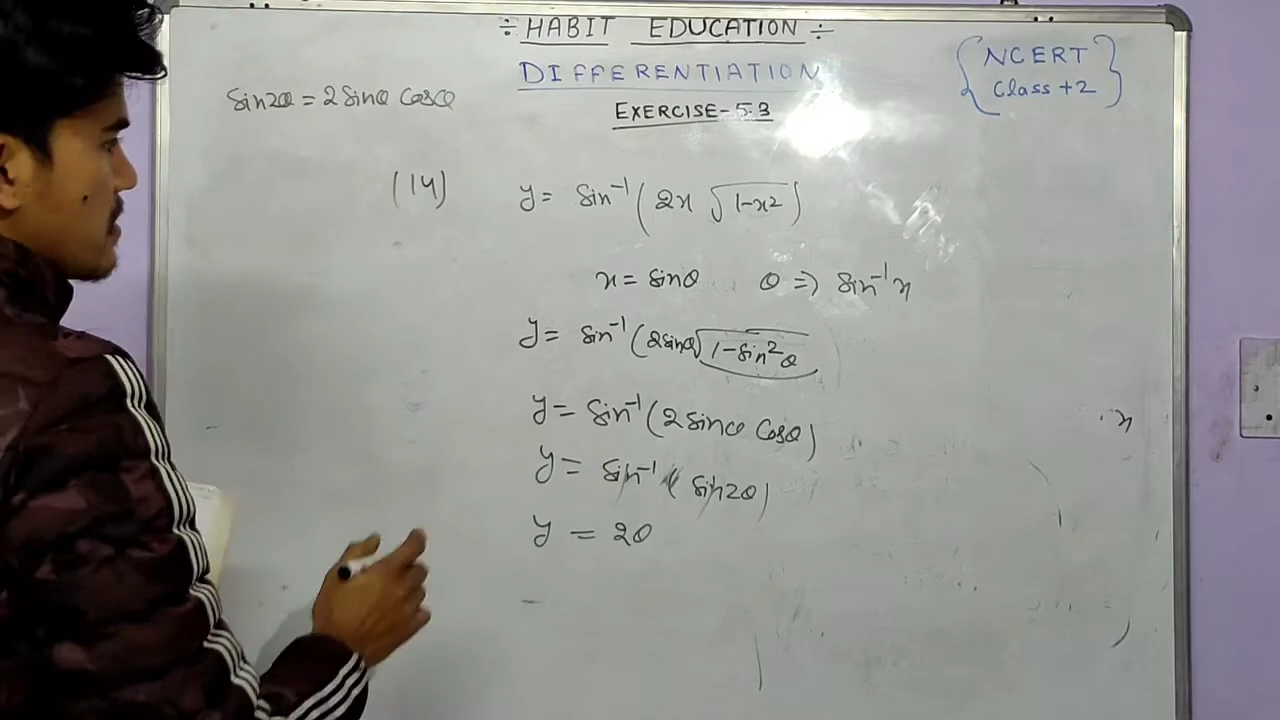 ÷ HABIT EDUCATION ÷
DIFFERENTIATION
EXERCISE-5.3
{NCERT
Class +2}
Sin2θ = 2 Sinθ Cosθ
(14) y = Sin⁻¹(2x √(1-x²))
x = sinθ θ ⇒ Sin⁻¹x
y = Sin⁻¹(2sinθ√(1-Sin²θ)
y = Sin⁻¹(2 Sinθ Cosθ)
y = Sin⁻¹(Sin2θ)
y = 2θ
x